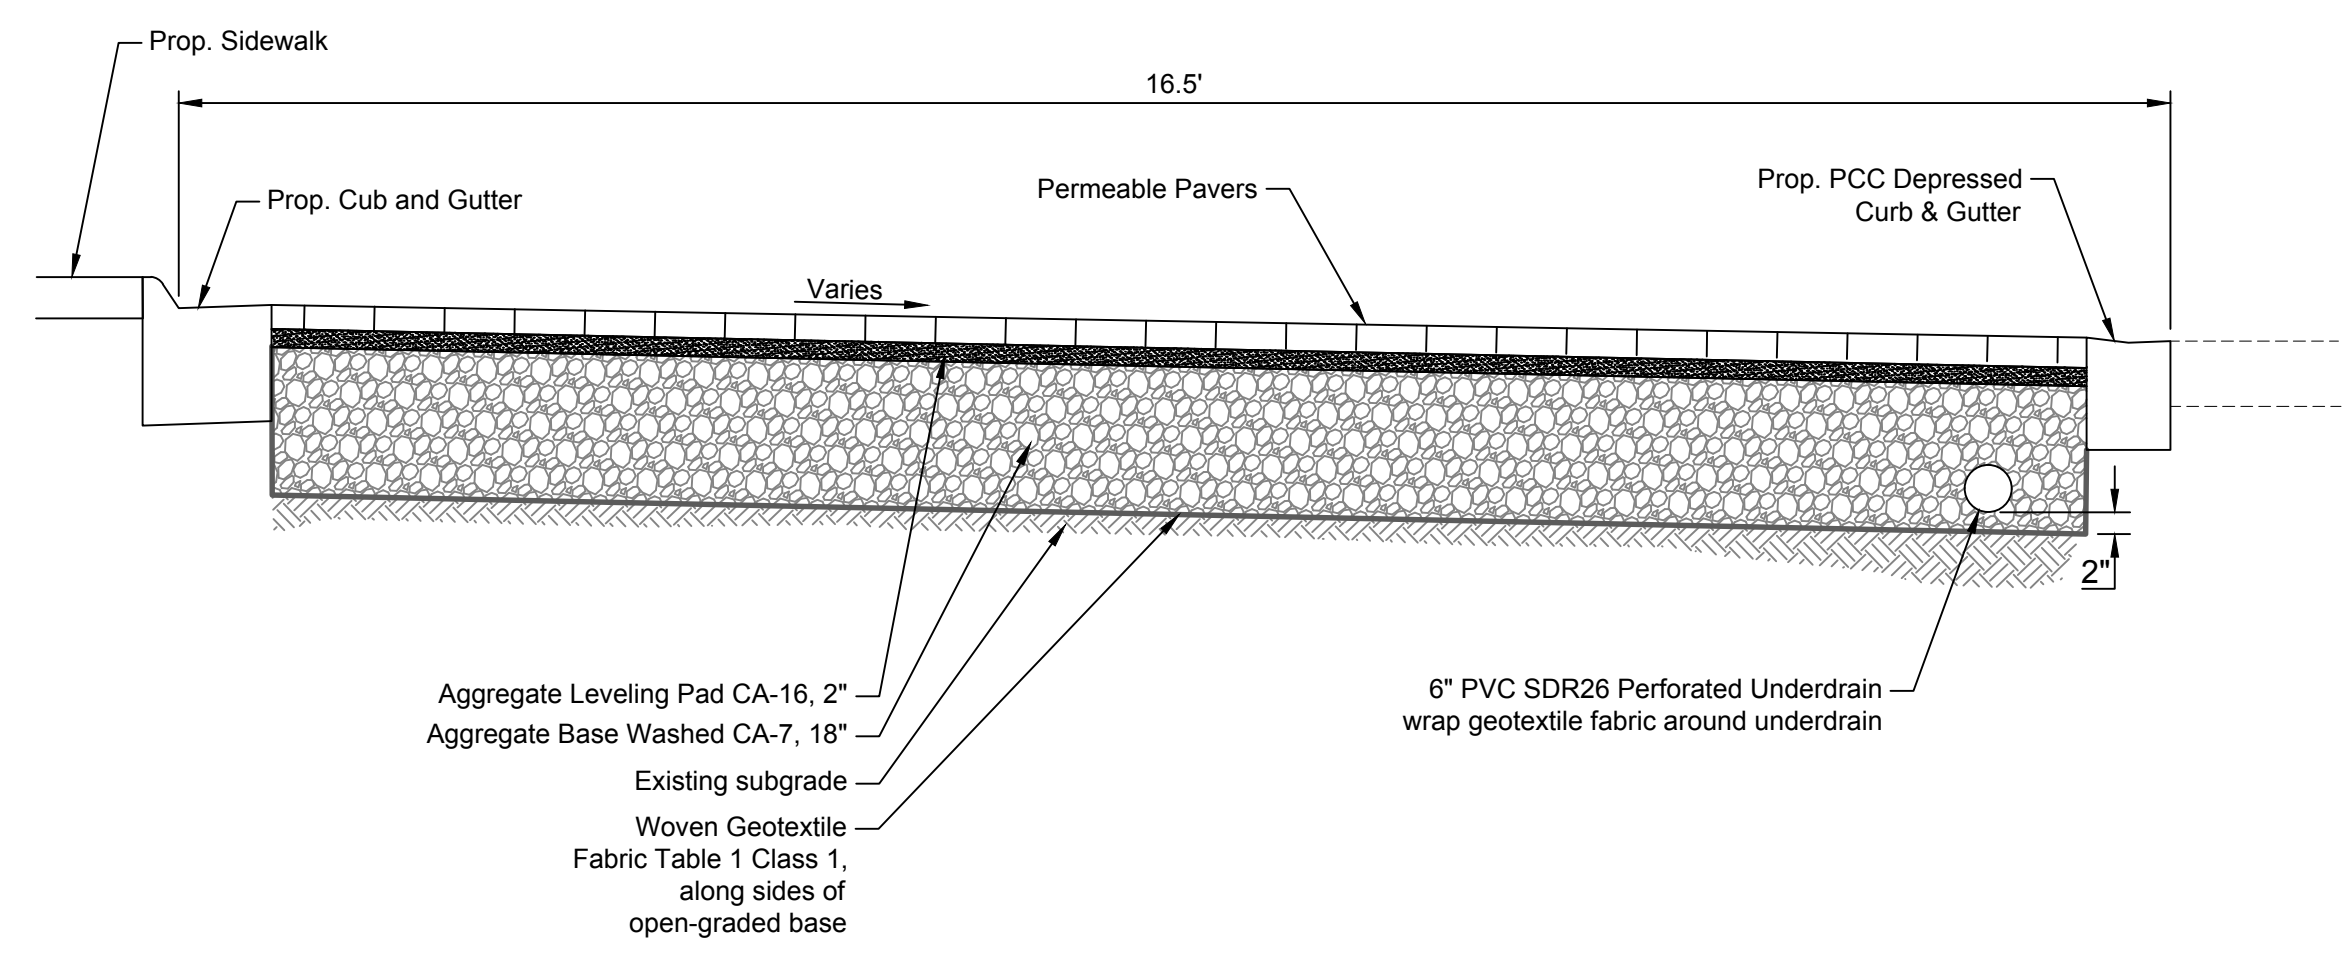 Prop. Sidewalk
16.5'
Prop. Cub and Gutter
Permeable Pavers
Prop. PCC Depressed
Curb & Gutter
Varies
2"
Aggregate Leveling Pad CA-16, 2"
Aggregate Base Washed CA-7, 18"
Existing subgrade
Woven Geotextile
Fabric Table 1 Class 1,
along sides of
open-graded base
6" PVC SDR26 Perforated Underdrain
wrap geotextile fabric around underdrain